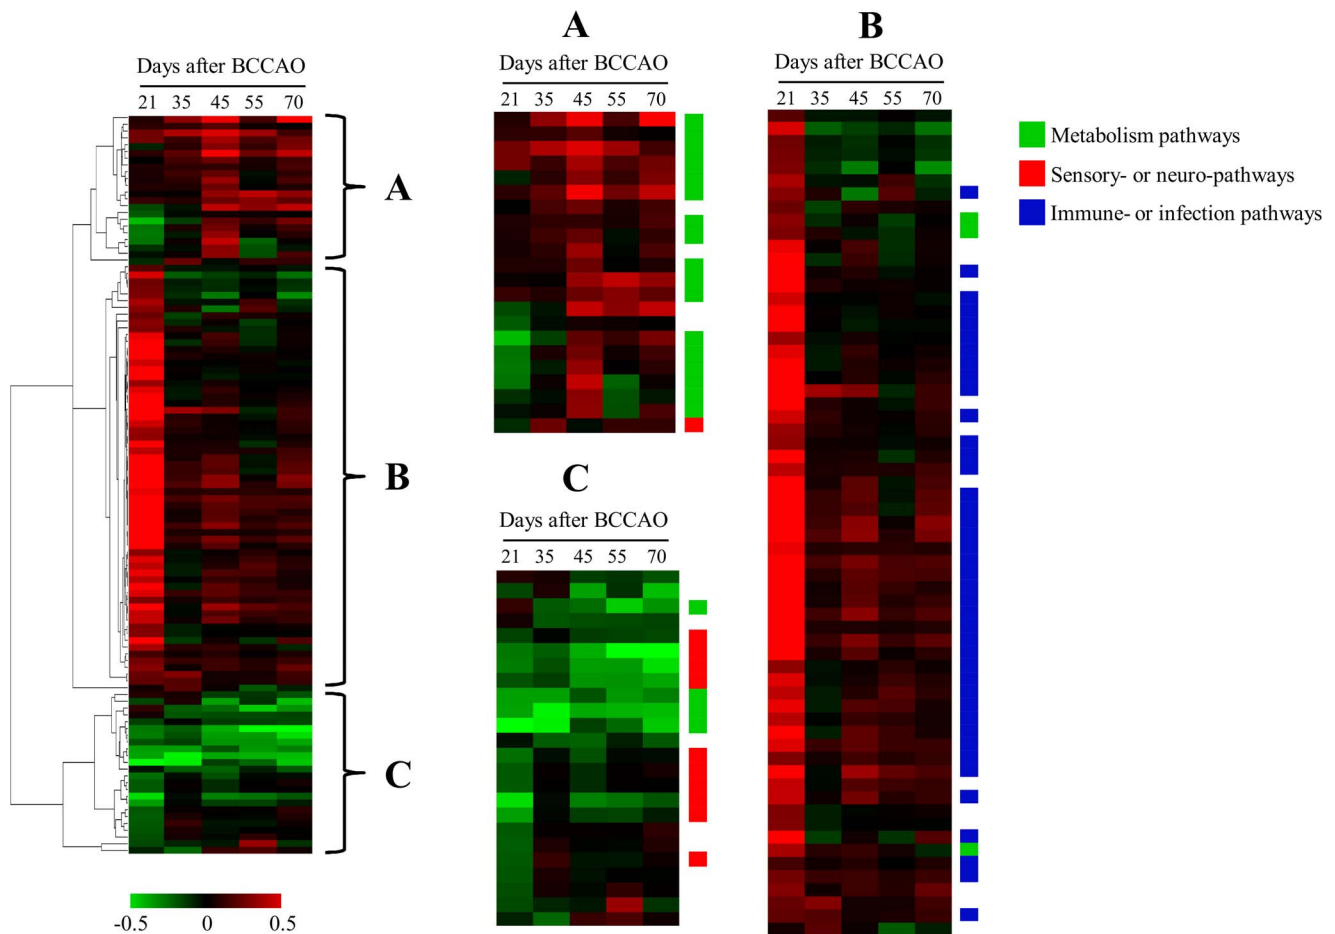 Days after BCCAO
21 35 45 55 70
A
B
C
-0.5 0 0.5
A
Days after BCCAO
21 35 45 55 70
C
Days after BCCAO
21 35 45 55 70
B
Days after BCCAO
21 35 45 55 70
Metabolism pathways
Sensory- or neuro-pathways
Immune- or infection pathways